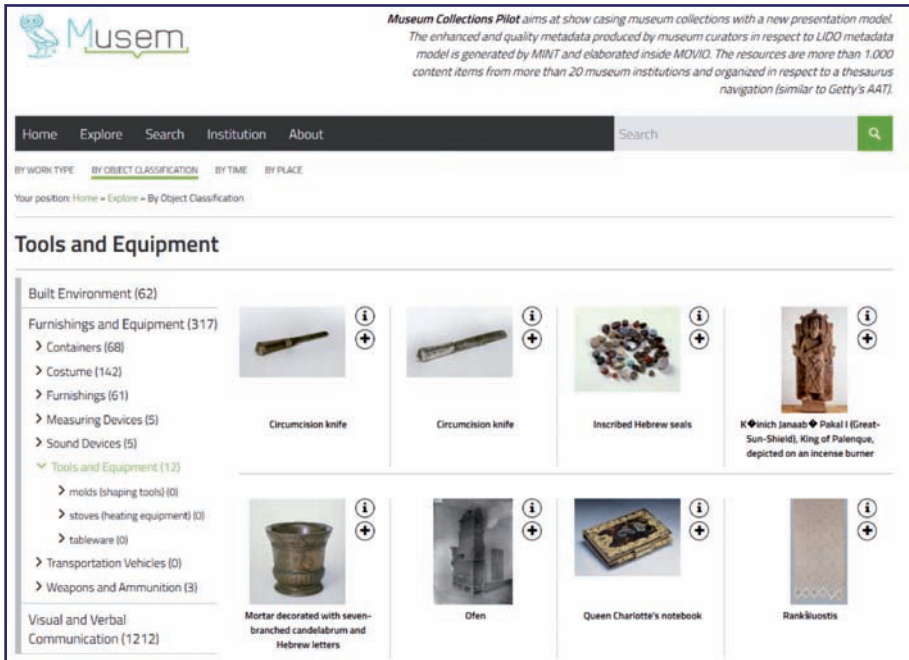 Musem
Museum Collections Pilot aims at show casing museum collections with a new presentation model.
The enhanced and quality metadata produced by museum curators in respect to LIDO metadata
model is generated by MINT and elaborated inside MOVIO. The resources are more than 1.000
content items from more than 20 museum institutions and organized in respect to a thesaurus
navigation (similar to Getty's AAT).
Home Explore Search Institution About Search
BY WORK TYPE BY OBJECT CLASSIFICATION BY TIME BY PLACE
Your position: Home » Explore » By Object Classification
Tools and Equipment
Built Environment (62)
Furnishings and Equipment (317)
Containers (68)
Costume (142)
Furnishings (61)
Measuring Devices (5)
Sound Devices (5)
Tools and Equipment (12)
molds (shaping tools) (0)
stoves (heating equipment) (0)
tableware (0)
Transportation Vehicles (0)
Weapons and Ammunition (3)
Visual and Verbal
Communication (1212)
Circumcision knife
Circumcision knife
Inscribed Hebrew seals
K�inich Janaab� Pakal I (Great-
Sun-Shield), King of Palenque,
depicted on an incense burner
Mortar decorated with seven-
branched candelabrum and
Hebrew letters
Ofen
Queen Charlotte's notebook
Rankšluostis